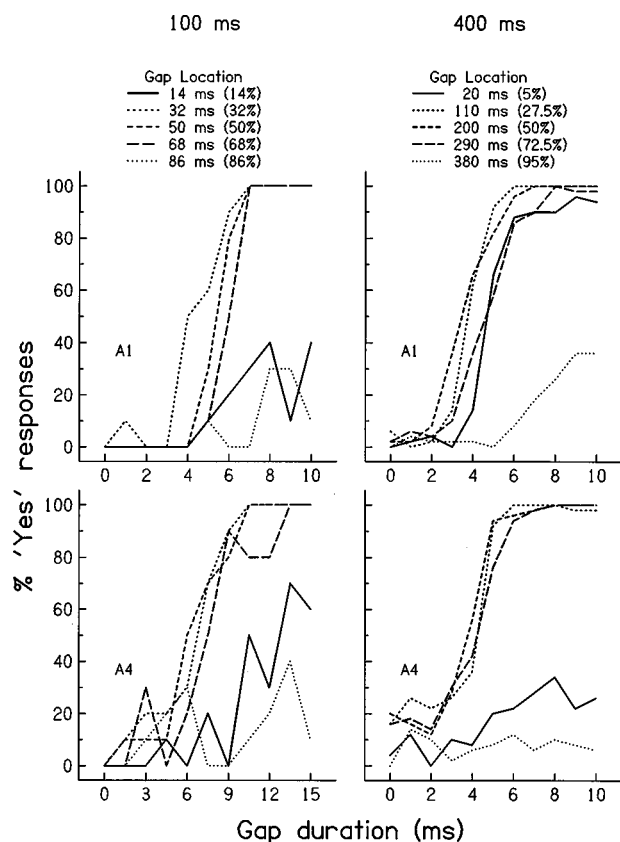 100 ms
400 ms
Gap Location
14 ms (14%)
32 ms (32%)
50 ms (50%)
68 ms (68%)
86 ms (86%)
Gap Location
20 ms (5%)
110 ms (27.5%)
200 ms (50%)
290 ms (72.5%)
380 ms (95%)
% 'Yes' responses
100
80
60
40
20
0
A1
0 2 4 6 8 10
A1
0 2 4 6 8 10
100
80
60
40
20
0
A4
0 3 6 9 12 15
A4
0 2 4 6 8 10
Gap duration (ms)